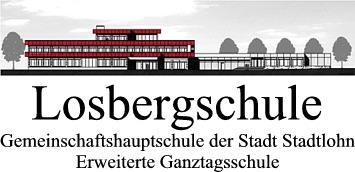 Losbergschule
Gemeinschaftshauptschule der Stadt Stadtlohn
Erweiterte Ganztagsschule